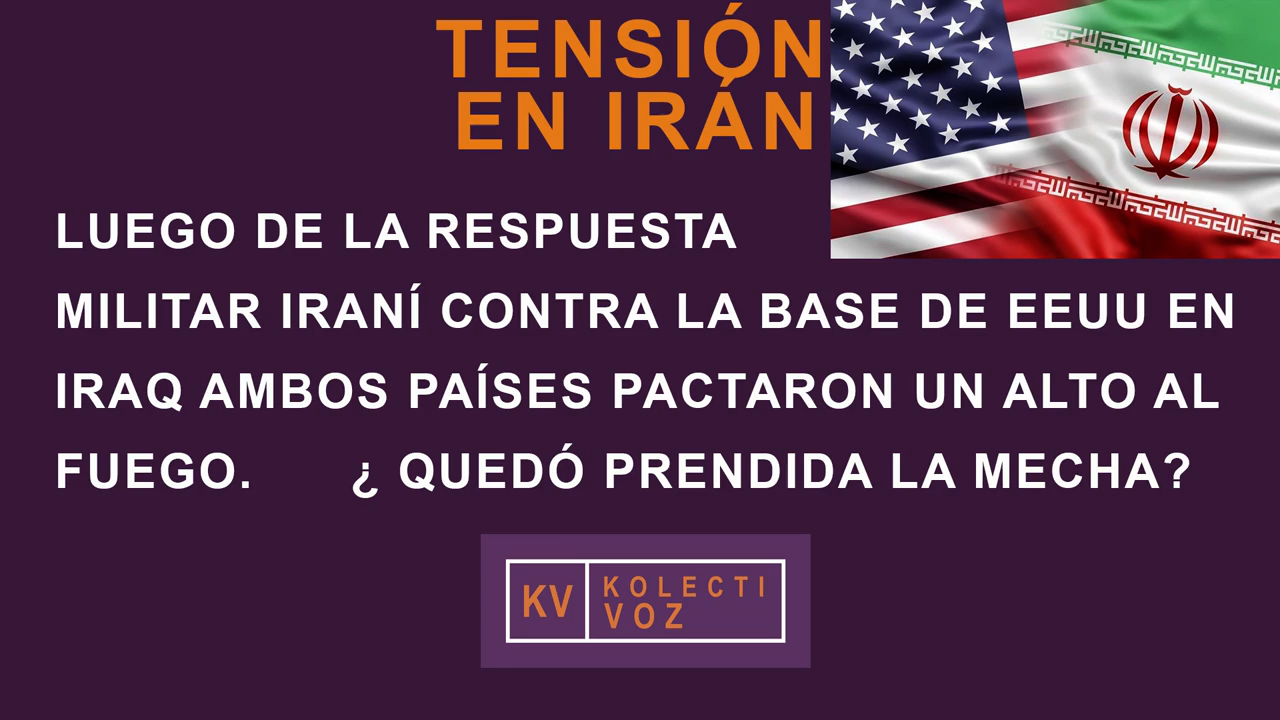 TENSIÓN
EN IRÁN
LUEGO DE LA RESPUESTA
MILITAR IRANÍ CONTRA LA BASE DE EEUU EN
IRAQ AMBOS PAÍSES PACTARON UN ALTO AL
FUEGO. ¿ QUEDÓ PRENDIDA LA MECHA?
KV KOLECTI
VOZ